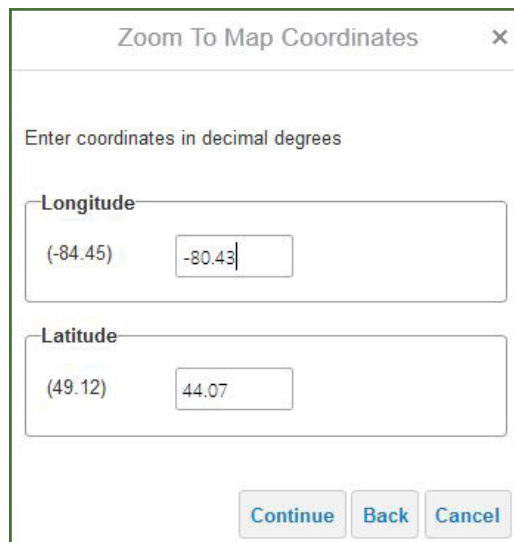 Zoom To Map Coordinates ×
Enter coordinates in decimal degrees
Longitude
(-84.45) -80.43
Latitude
(49.12) 44.07
Continue Back Cancel